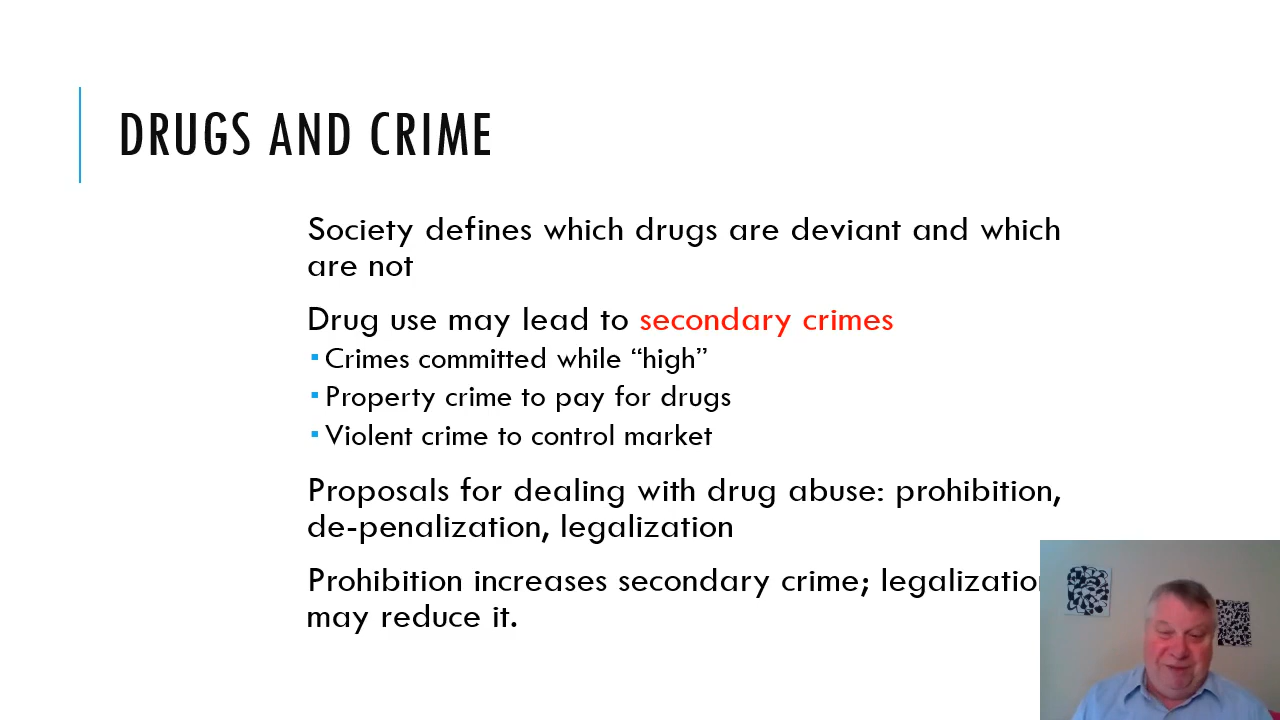 DRUGS AND CRIME
Society defines which drugs are deviant and which
are not
Drug use may lead to secondary crimes
▪ Crimes committed while “high”
▪ Property crime to pay for drugs
▪ Violent crime to control market
Proposals for dealing with drug abuse: prohibition,
de-penalization, legalization
Prohibition increases secondary crime; legalization
may reduce it.